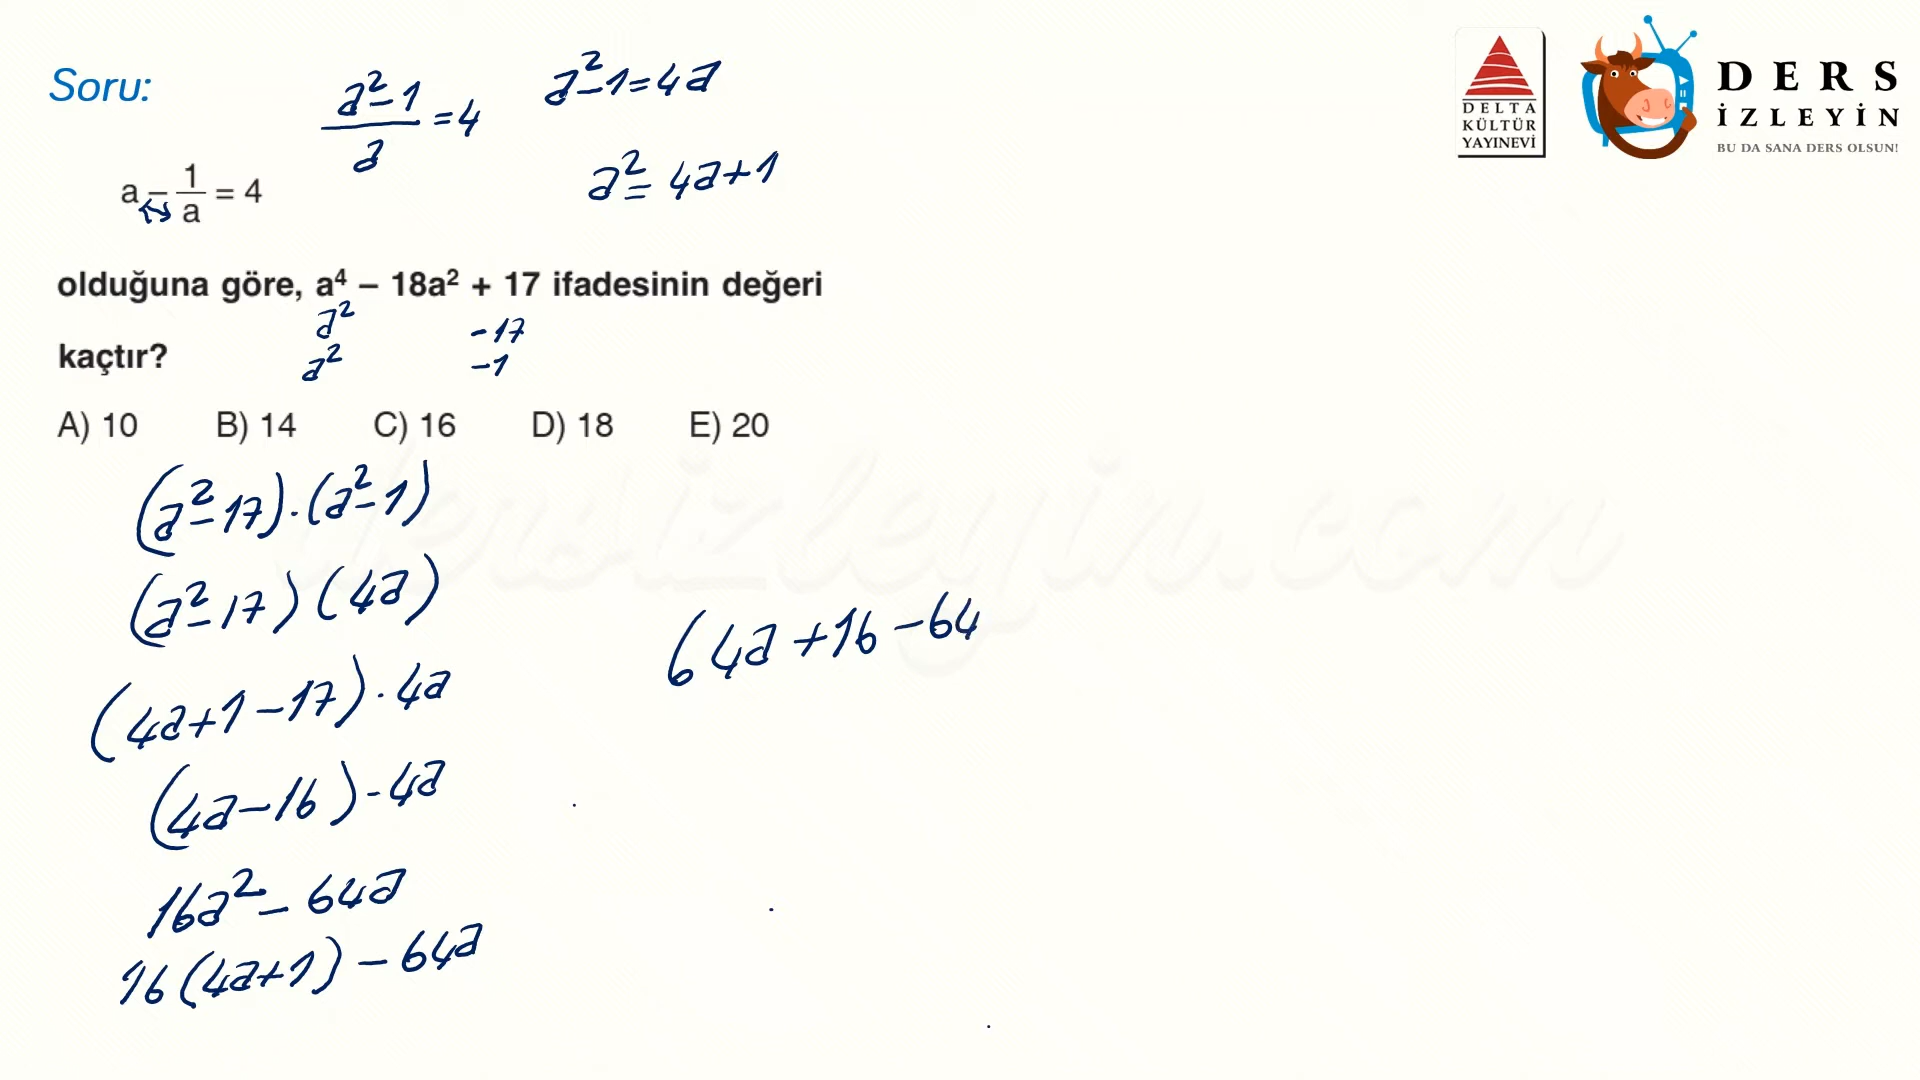 Soru:
a²-1/a = 4
a²-1=4a
a²=4a+1
a – 1/a = 4
olduğuna göre, a⁴ – 18a² + 17 ifadesinin değeri
a² -17
kaçtır?
a² -1
A) 10 B) 14 C) 16 D) 18 E) 20
(a²-17).(a²-1)
(a²-17)(4a)
(4a+1-17).4a
(4a-16).4a
16a²-64a
16(4a+1)-64a
64a+16-64
DELTA
KÜLTÜR
YAYINEVİ
DERS
İZLEYİN
BU DA SANA DERS OLSUN!
dersizleyin.com